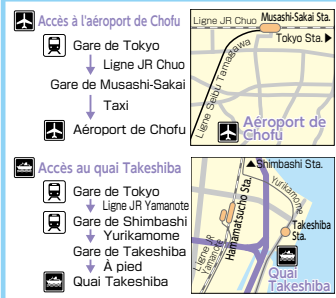 Accès à l'aéroport de Chofu
Gare de Tokyo
Ligne JR Chuo
Gare de Musashi-Sakai
Taxi
Aéroport de Chofu
Ligne JR Chuo
Musashi-Sakai Sta.
Tokyo Sta.▶
Ligne Seibu Tamagawa
Aéroport de
Chofu
Accès au quai Takeshiba
Gare de Tokyo
Ligne JR Yamanote
Gare de Shimbashi
Yurikamome
Gare de Takeshiba
À pied
Quai Takeshiba
▲Shimbashi Sta.
Yurikamome
Hamamatsucho Sta.
Takeshiba
Sta.
Ligne JR
Yamanote
Quai
Takeshiba